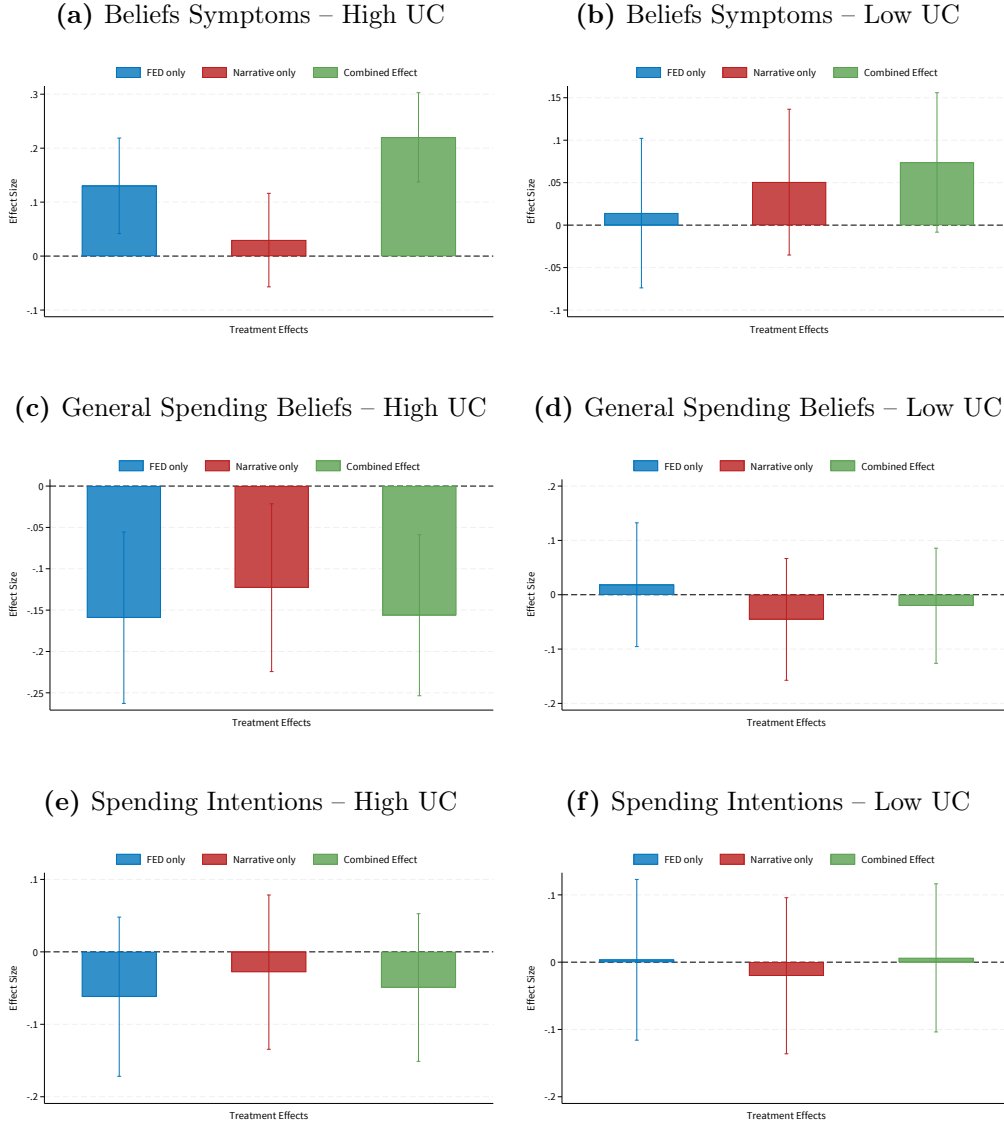 (a) Beliefs Symptoms – High UC
FED only Narrative only Combined Effect
Effect Size
.3
.2
.1
0
-.1
Treatment Effects
(b) Beliefs Symptoms – Low UC
FED only Narrative only Combined Effect
Effect Size
.15
.1
.05
0
-.05
-.1
Treatment Effects
(c) General Spending Beliefs – High UC
FED only Narrative only Combined Effect
Effect Size
0
-.05
-.1
-.15
-.2
-.25
Treatment Effects
(d) General Spending Beliefs – Low UC
FED only Narrative only Combined Effect
Effect Size
.2
.1
0
-.1
-.2
Treatment Effects
(e) Spending Intentions – High UC
FED only Narrative only Combined Effect
Effect Size
.1
0
-.1
-.2
Treatment Effects
(f) Spending Intentions – Low UC
FED only Narrative only Combined Effect
Effect Size
.1
0
-.1
-.2
Treatment Effects